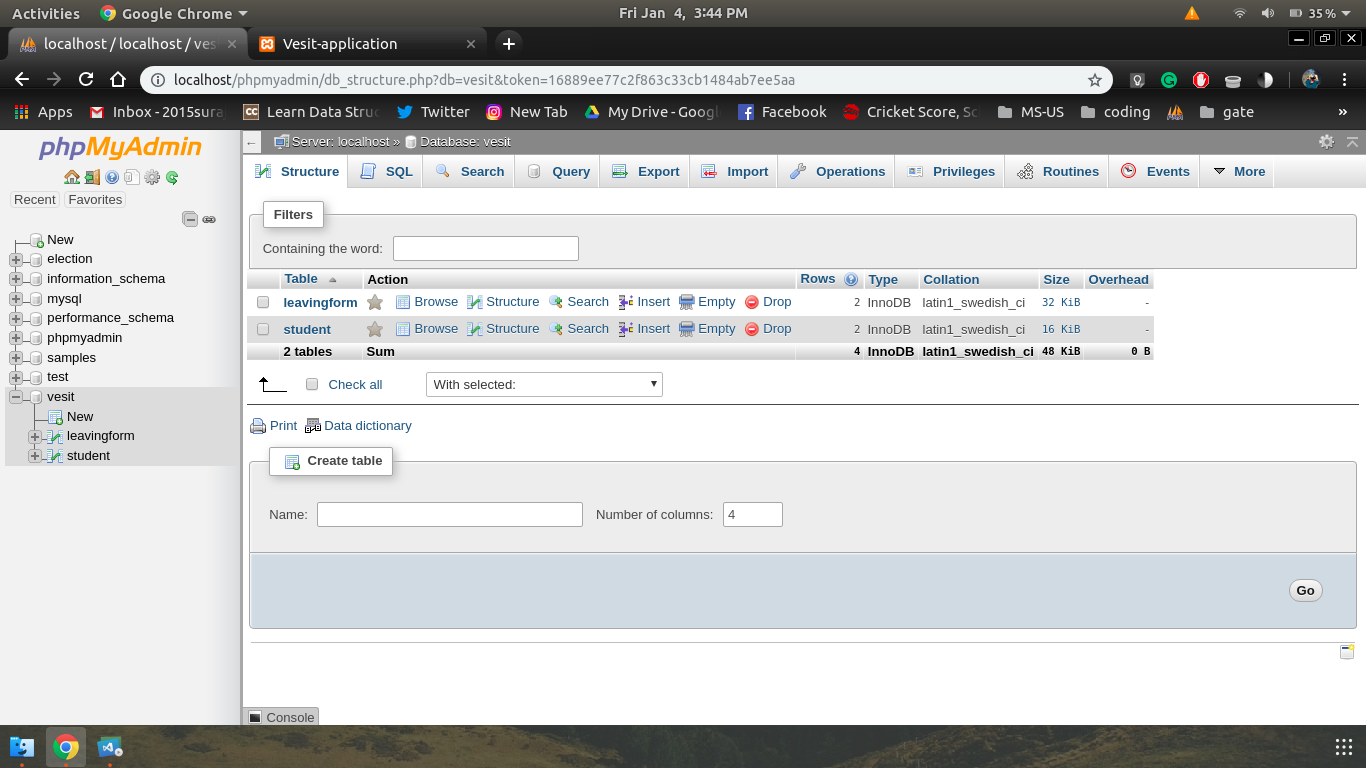 Activities Google Chrome Fri Jan 4, 3:44 PM 35%
localhost / localhost / ves Vesit-application
localhost/phpmyadmin/db_structure.php?db=vesit&token=16889ee77c2f863c33cb1484ab7ee5aa
Apps Inbox - 2015sura CC Learn Data Struc Twitter New Tab My Drive - Google Facebook Cricket Score, Sc MS-US coding gate »
phpMyAdmin
Recent Favorites
New
election
information_schema
mysql
performance_schema
phpmyadmin
samples
test
vesit
New
leavingform
student
Server: localhost » Database: vesit
Structure SQL Search Query Export Import Operations Privileges Routines Events More
Filters
Containing the word:
Table Action Rows Type Collation Size Overhead
leavingform Browse Structure Search Insert Empty Drop 2 InnoDB latin1_swedish_ci 32 KiB -
student Browse Structure Search Insert Empty Drop 2 InnoDB latin1_swedish_ci 16 KiB -
2 tables Sum 4 InnoDB latin1_swedish_ci 48 KiB 0 B
Check all With selected:
Print Data dictionary
Create table
Name: Number of columns: 4
Go
Console